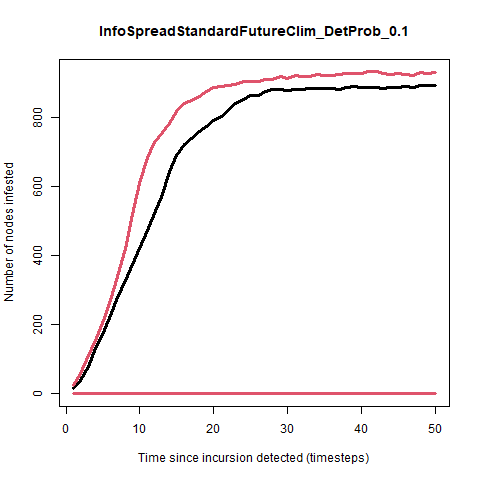 InfoSpreadStandardFutureClim_DetProb_0.1
Number of nodes infested
800
600
400
200
0
0 10 20 30 40 50
Time since incursion detected (timesteps)